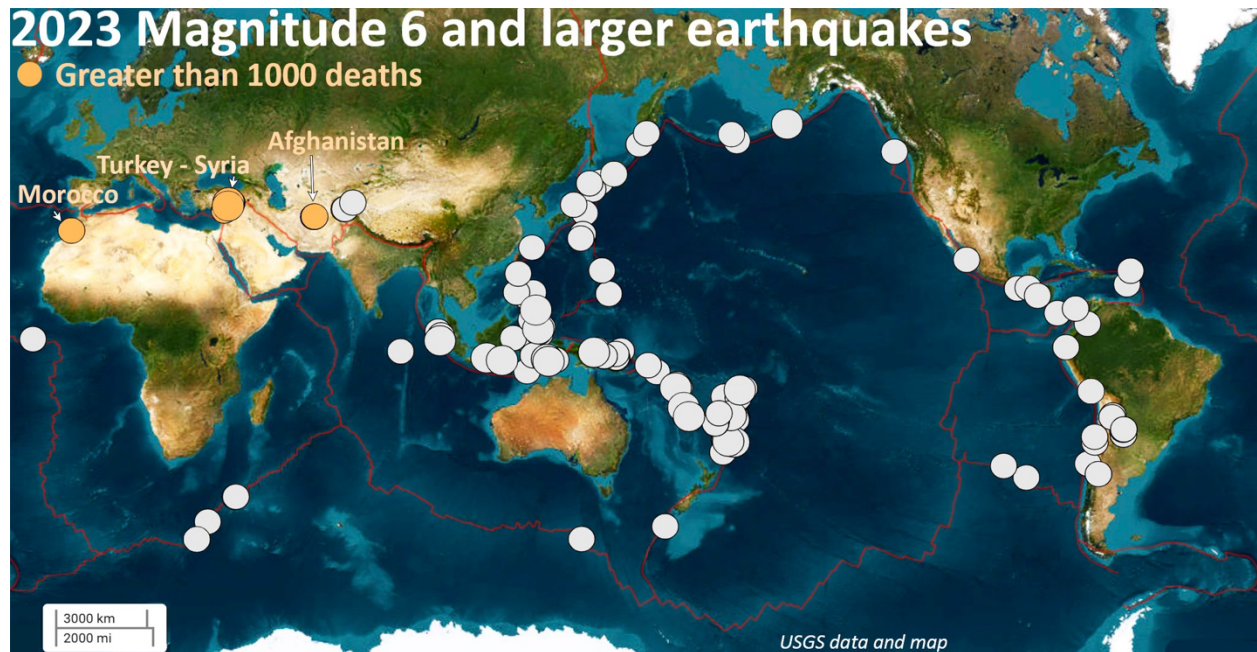 2023 Magnitude 6 and larger earthquakes
Greater than 1000 deaths
Afghanistan
Turkey - Syria
Morocco
3000 km
2000 mi
USGS data and map